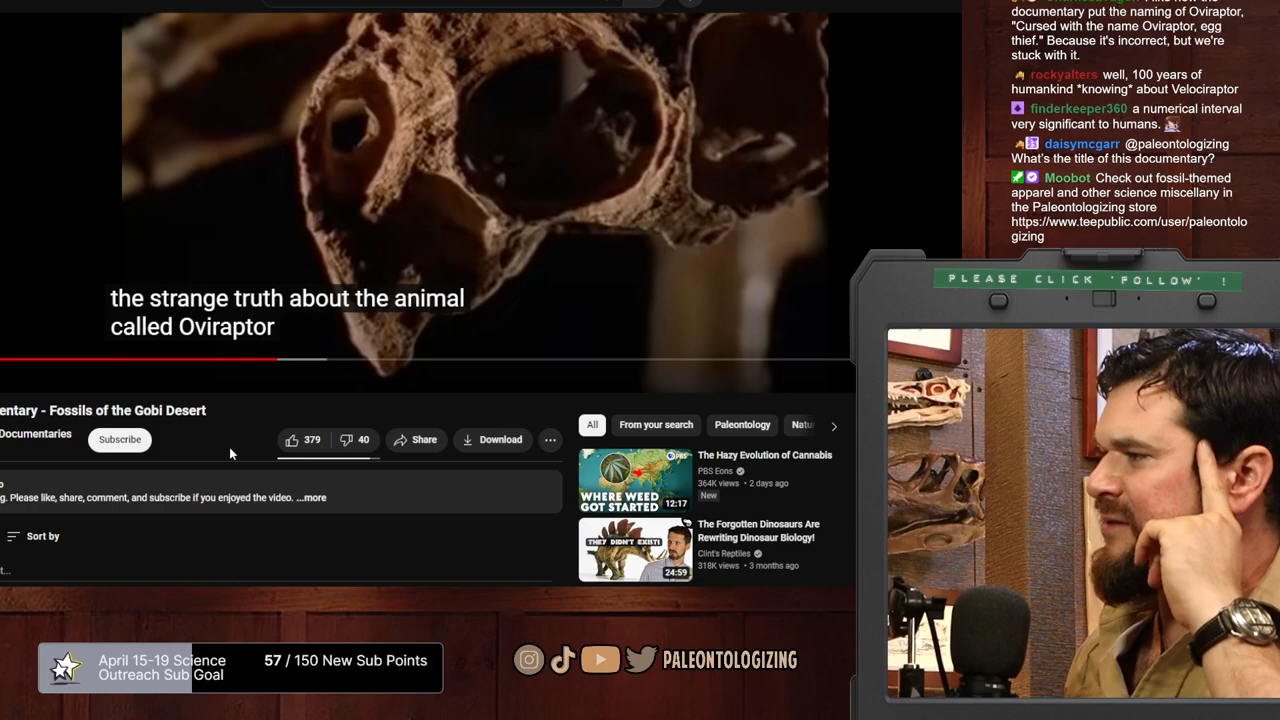 documentary put the naming of Oviraptor,
"Cursed with the name Oviraptor, egg
thief." Because it's incorrect, but we're
stuck with it.
rockyalters well, 100 years of
humankind *knowing* about Velociraptor
finderkeeper360 a numerical interval
very significant to humans.
daisymcgarr @paleontologizing
What's the title of this documentary?
Moobot Check out fossil-themed
apparel and other science miscellany in
the Paleontologizing store
https://www.teepublic.com/user/paleontolo
gizing
PLEASE CLICK 'FOLLOW' !
the strange truth about the animal
called Oviraptor
entary - Fossils of the Gobi Desert
Documentaries
Subscribe
379
40
Share
Download
g. Please like, share, comment, and subscribe if you enjoyed the video. ...more
Sort by
All
From your search
Paleontology
Natu
WHERE WEED
GOT STARTED
12:17
The Hazy Evolution of Cannabis
PBS Eons
364K views • 2 days ago
New
THEY DIDN'T EXIST!
24:59
The Forgotten Dinosaurs Are
Rewriting Dinosaur Biology!
Clint's Reptiles
318K views • 3 months ago
April 15-19 Science
Outreach Sub Goal
57 / 150 New Sub Points
PALEONTOLOGIZING